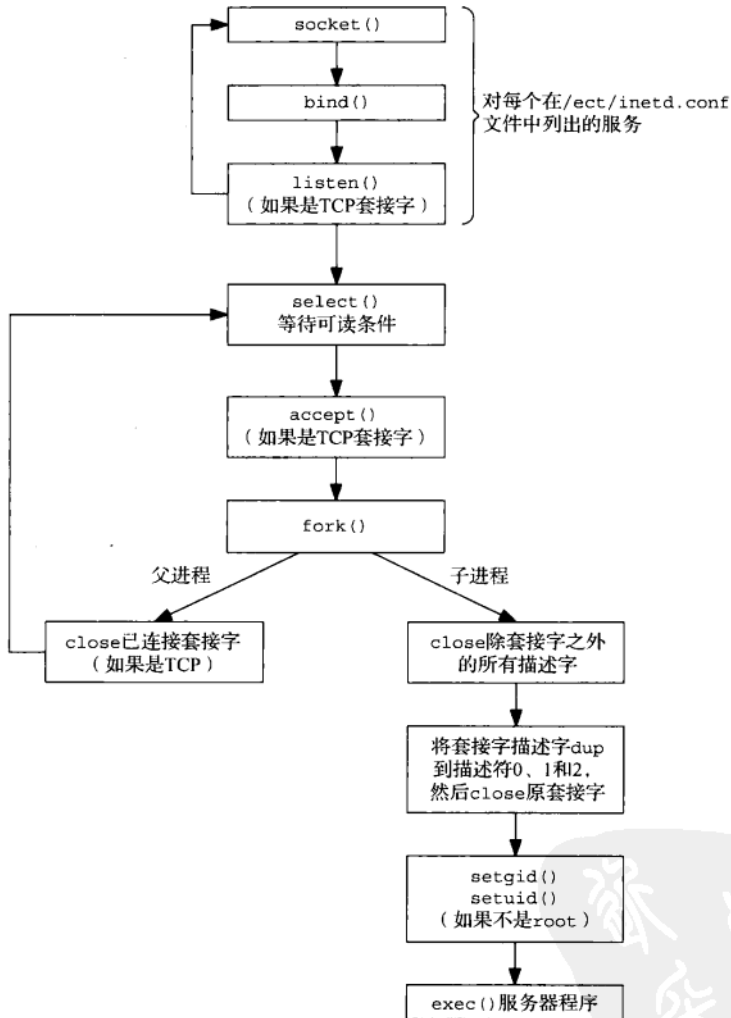 socket()
bind()
对每个在/ect/inetd.conf
文件中列出的服务
listen()
（如果是TCP套接字）
select()
等待可读条件
accept()
（如果是TCP套接字）
fork()
父进程
子进程
close已连接套接字
（如果是TCP）
close除套接字之外
的所有描述字
将套接字描述字dup
到描述符0、1和2，
然后close原套接字
setgid()
setuid()
（如果不是root）
exec()服务器程序